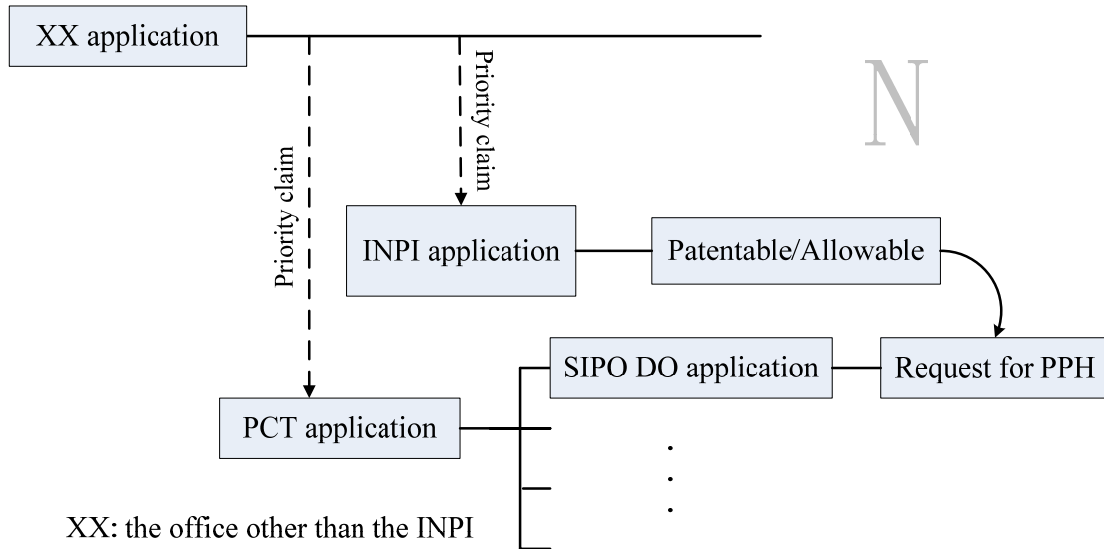 XX application
Priority claim
Priority claim
N
INPI application
Patentable/Allowable
SIPO DO application
Request for PPH
PCT application
XX: the office other than the INPI